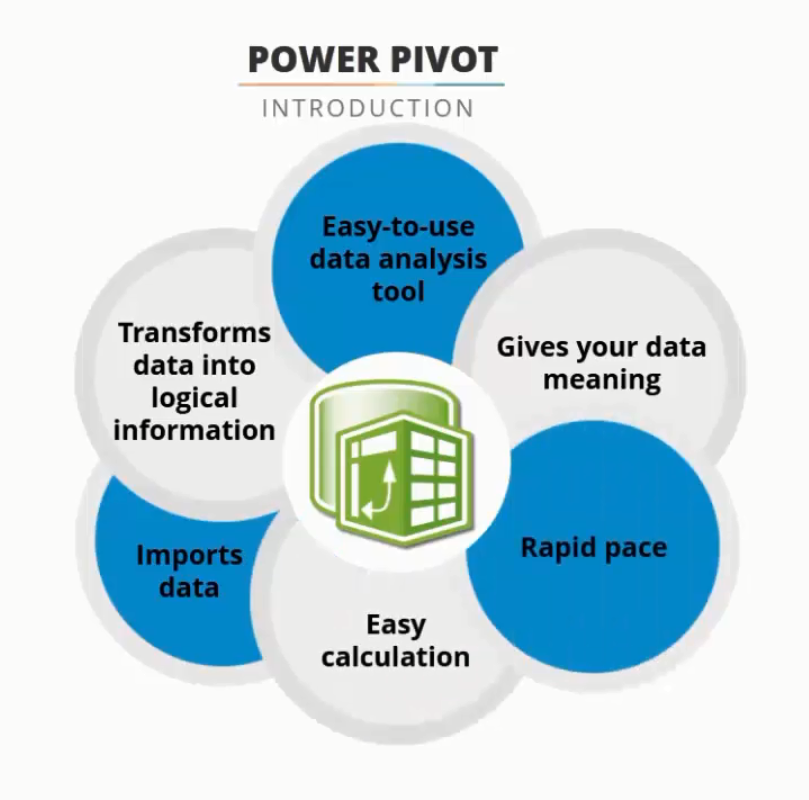 POWER PIVOT
INTRODUCTION
Easy-to-use
data analysis
tool
Gives your data
meaning
Rapid pace
Easy
calculation
Imports
data
Transforms
data into
logical
information